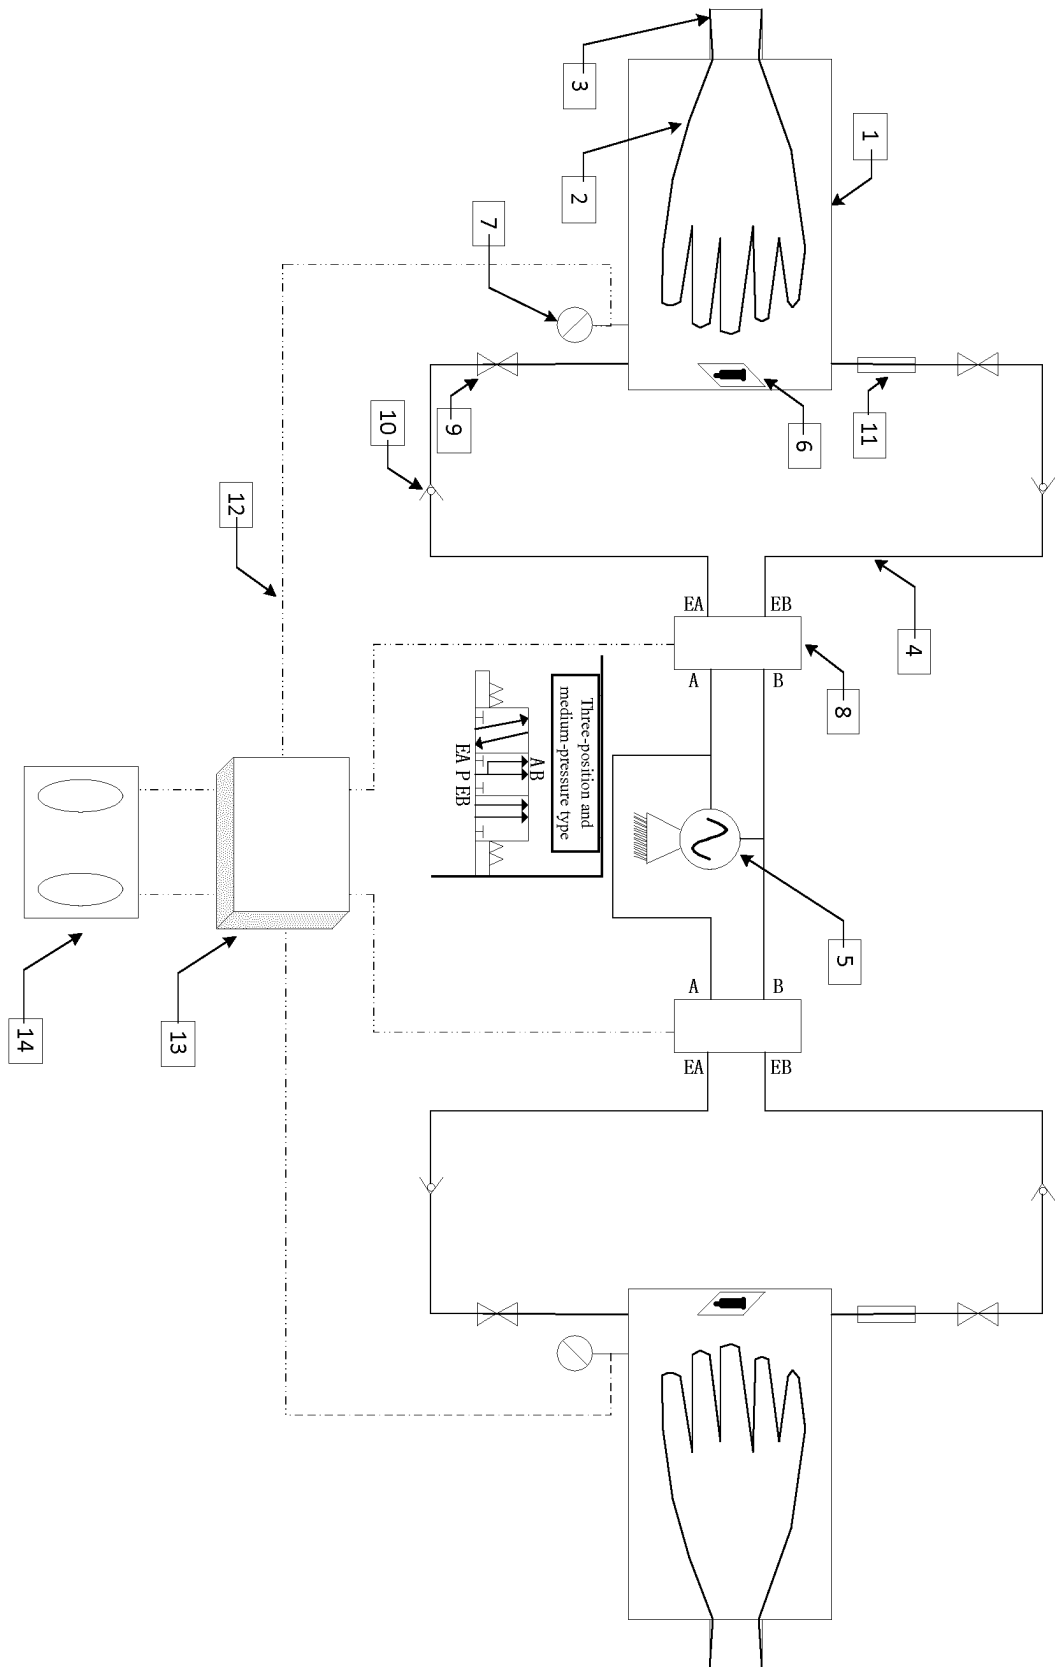 3
1
2
7
10
9
6
11
12
EA
EB
4
A
B
8
Three-position and
medium-pressure type
A B
EA P EB
5
A
B
EA
EB
14
13